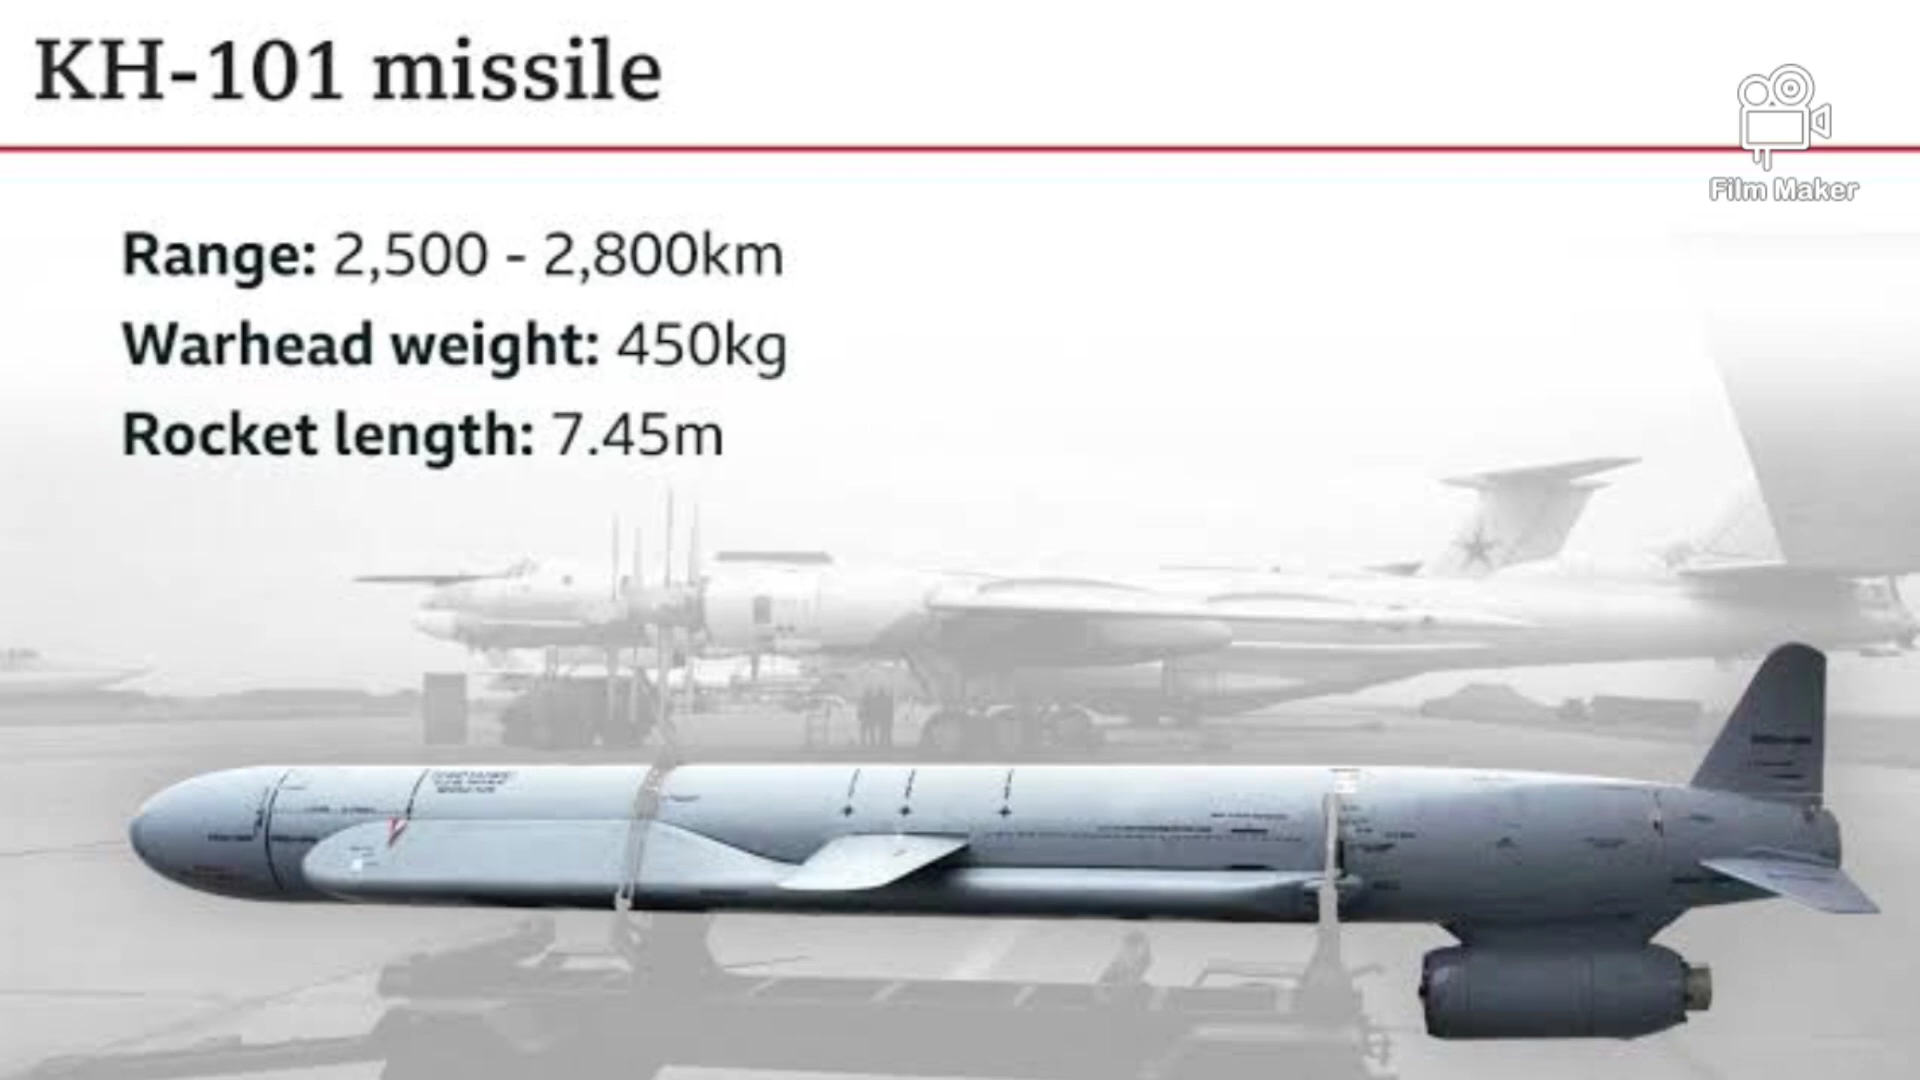 KH-101 missile
Film Maker
Range: 2,500 - 2,800km
Warhead weight: 450kg
Rocket length: 7.45m